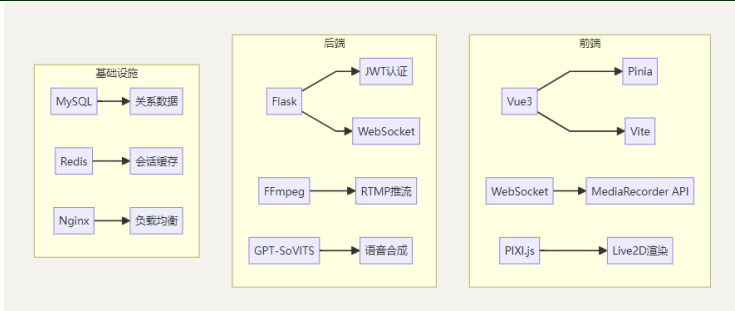 基础设施
MySQL
关系数据
Redis
会话缓存
Nginx
负载均衡
后端
Flask
JWT认证
WebSocket
FFmpeg
RTMP推流
GPT-SoVITS
语音合成
前端
Vue3
Pinia
Vite
WebSocket
MediaRecorder API
PIXI.js
Live2D渲染